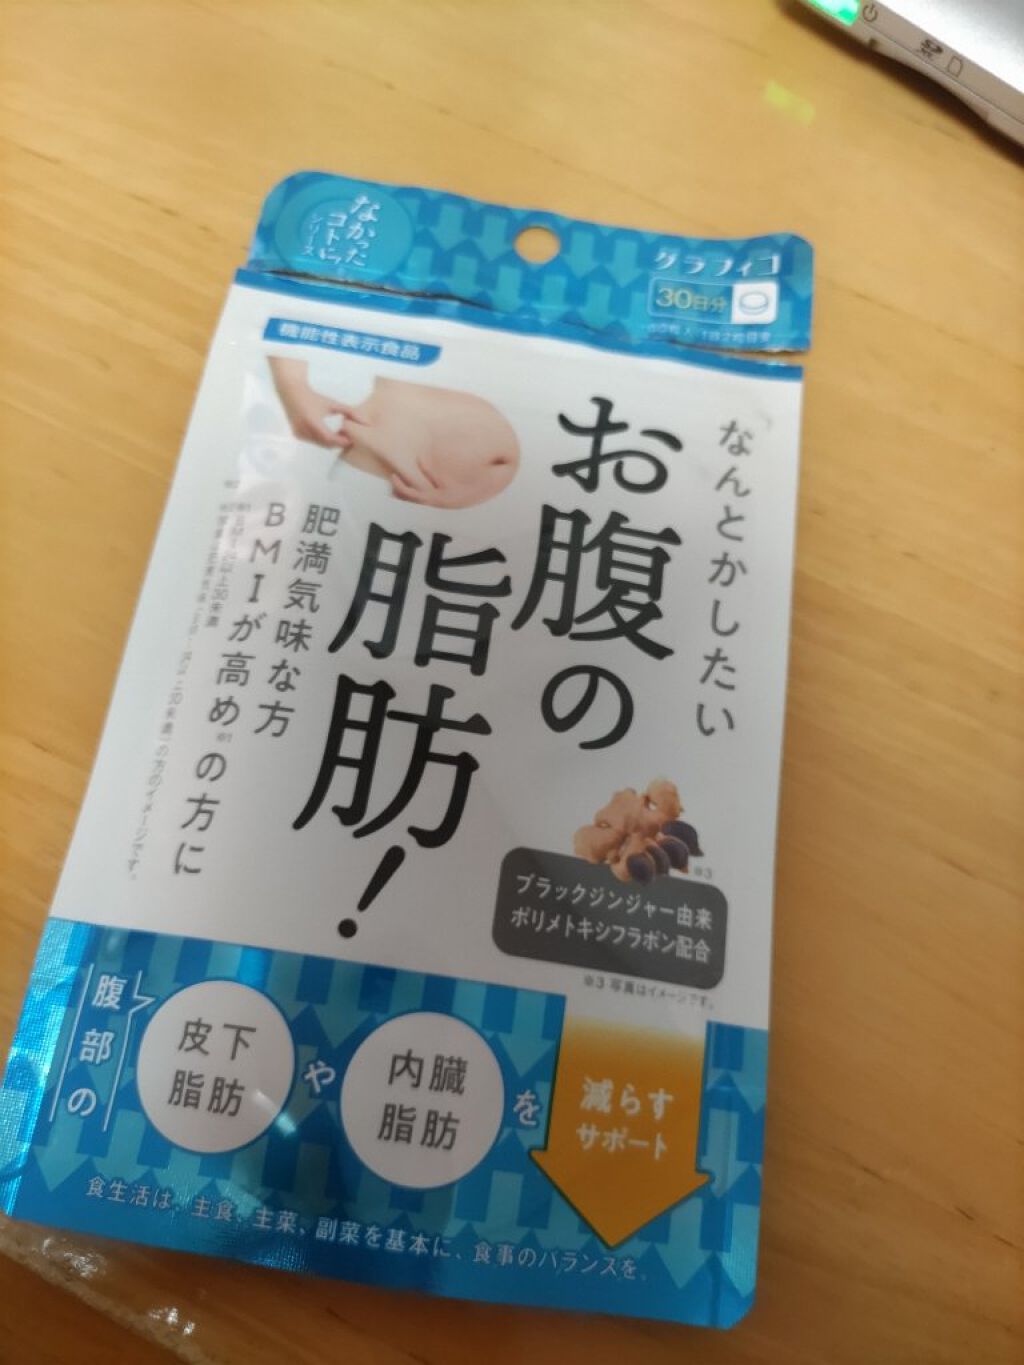 なかった
コトに!
シリーズ
グラフィコ
30日分
機能性表示食品
なんとかしたい
お腹の
脂肪!
肥満気味な方
BMIが高め※1の方に
ブラックジンジャー由来
ポリメトキシフラボン配合
※3
※3 写真はイメージです。
腹部の
皮下
脂肪
や
内臓
脂肪
を
減らす
サポート
食生活は、主食、主菜、副菜を基本に、食事のバランスを。